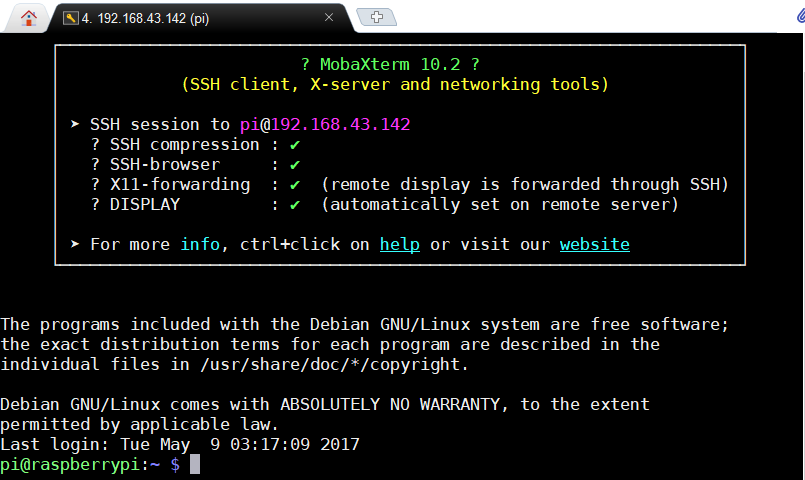 4. 192.168.43.142 (pi)
? MobaXterm 10.2 ?
(SSH client, X-server and networking tools)
➤ SSH session to pi@192.168.43.142
? SSH compression : ✔
? SSH-browser     : ✔
? X11-forwarding  : ✔  (remote display is forwarded through SSH)
? DISPLAY         : ✔  (automatically set on remote server)
➤ For more info, ctrl+click on help or visit our website
The programs included with the Debian GNU/Linux system are free software;
the exact distribution terms for each program are described in the
individual files in /usr/share/doc/*/copyright.
Debian GNU/Linux comes with ABSOLUTELY NO WARRANTY, to the extent
permitted by applicable law.
Last login: Tue May  9 03:17:09 2017
pi@raspberrypi:~ $